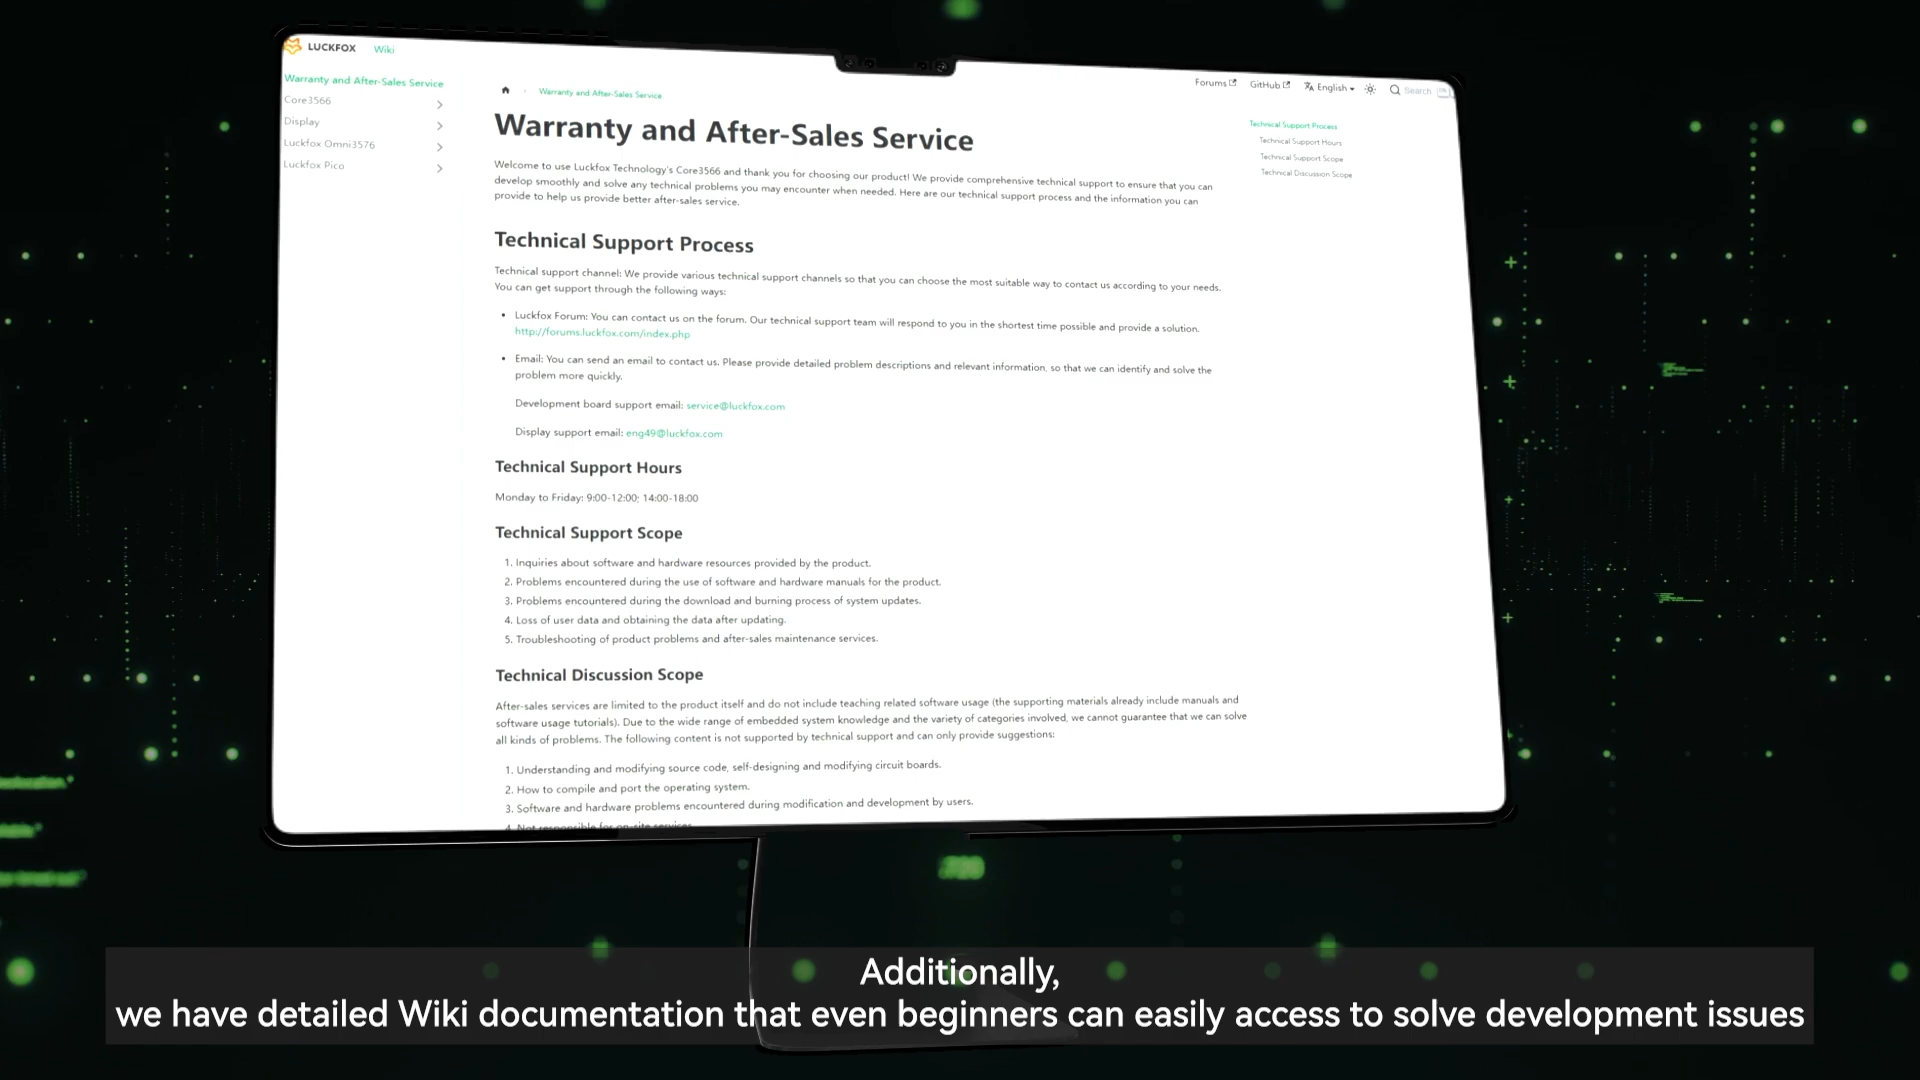 LUCKFOX Wiki
Forums GitHub English Search
Warranty and After-Sales Service
Core3566
Display
Luckfox Omni3576
Luckfox Pico
Warranty and After-Sales Service
Warranty and After-Sales Service
Welcome to use Luckfox Technology's Core3566 and thank you for choosing our product! We provide comprehensive technical support to ensure that you can
develop smoothly and solve any technical problems you may encounter when needed. Here are our technical support process and the information you can
provide to help us provide better after-sales service.
Technical Support Process
Technical support channel: We provide various technical support channels so that you can choose the most suitable way to contact us according to your needs.
You can get support through the following ways:
• Luckfox Forum: You can contact us on the forum. Our technical support team will respond to you in the shortest time possible and provide a solution.
http://forums.luckfox.com/index.php
• Email: You can send an email to contact us. Please provide detailed problem descriptions and relevant information, so that we can identify and solve the
problem more quickly.
Development board support email: service@luckfox.com
Display support email: eng49@luckfox.com
Technical Support Hours
Monday to Friday: 9:00-12:00; 14:00-18:00
Technical Support Scope
1. Inquiries about software and hardware resources provided by the product.
2. Problems encountered during the use of software and hardware manuals for the product.
3. Problems encountered during the download and burning process of system updates.
4. Loss of user data and obtaining the data after updating.
5. Troubleshooting of product problems and after-sales maintenance services.
Technical Discussion Scope
After-sales services are limited to the product itself and do not include teaching related software usage (the supporting materials already include manuals and
software usage tutorials). Due to the wide range of embedded system knowledge and the variety of categories involved, we cannot guarantee that we can solve
all kinds of problems. The following content is not supported by technical support and can only provide suggestions:
1. Understanding and modifying source code, self-designing and modifying circuit boards.
2. How to compile and port the operating system.
3. Software and hardware problems encountered during modification and development by users.
4. Not responsible for on-site services.
Technical Support Process
Technical Support Hours
Technical Support Scope
Technical Discussion Scope
Additionally,
we have detailed Wiki documentation that even beginners can easily access to solve development issues